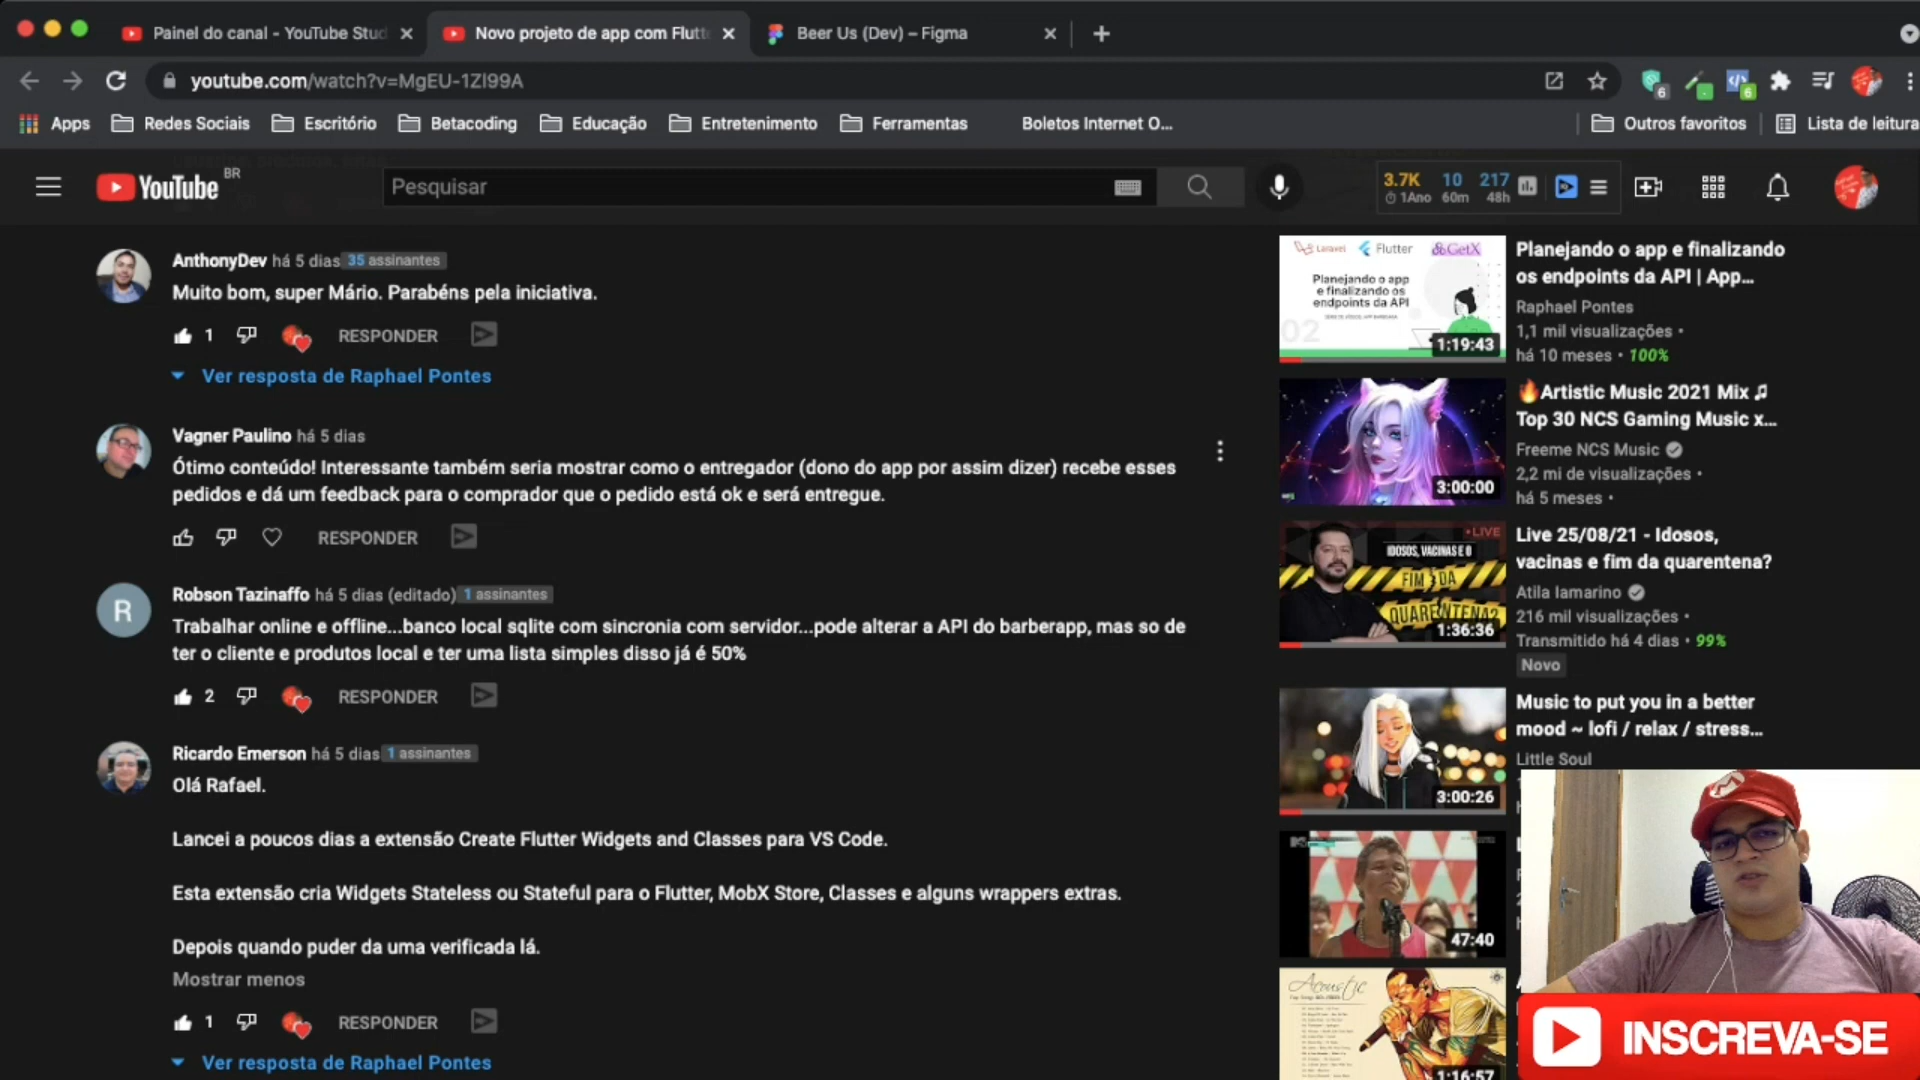 Painel do canal - YouTube Stud
Novo projeto de app com Flutt
Beer Us (Dev) – Figma
youtube.com/watch?v=MgEU-1ZI99A
6
6
Apps
Redes Sociais
Escritório
Betacoding
Educação
Entretenimento
Ferramentas
Boletos Internet O...
Outros favoritos
Lista de leitura
YouTube
BR
Pesquisar
3.7K 10 217
1Ano 60m 48h
AnthonyDev há 5 dias 35 assinantes
Muito bom, super Mário. Parabéns pela iniciativa.
1
RESPONDER
Ver resposta de Raphael Pontes
Vagner Paulino há 5 dias
Ótimo conteúdo! Interessante também seria mostrar como o entregador (dono do app por assim dizer) recebe esses
pedidos e dá um feedback para o comprador que o pedido está ok e será entregue.
RESPONDER
R
Robson Tazinaffo há 5 dias (editado) 1 assinantes
Trabalhar online e offline...banco local sqlite com sincronia com servidor...pode alterar a API do barberapp, mas so de
ter o cliente e produtos local e ter uma lista simples disso já é 50%
2
RESPONDER
Ricardo Emerson há 5 dias 1 assinantes
Olá Rafael.
Lancei a poucos dias a extensão Create Flutter Widgets and Classes para VS Code.
Esta extensão cria Widgets Stateless ou Stateful para o Flutter, MobX Store, Classes e alguns wrappers extras.
Depois quando puder da uma verificada lá.
Mostrar menos
1
RESPONDER
Ver resposta de Raphael Pontes
Laravel
Flutter
GetX
Planejando o app
e finalizando os
endpoints da API
02
1:19:43
Planejando o app e finalizando
os endpoints da API | App...
Raphael Pontes
1,1 mil visualizações •
há 10 meses • 100%
3:00:00
🔥Artistic Music 2021 Mix ♫
Top 30 NCS Gaming Music x...
Freeme NCS Music
2,2 mi de visualizações •
há 5 meses •
• LIVE
IDOSOS, VACINAS E O
FIM DA
QUARENTENA?
1:36:36
Live 25/08/21 - Idosos,
vacinas e fim da quarentena?
Atila Iamarino
216 mil visualizações •
Transmitido há 4 dias • 99%
Novo
3:00:26
Music to put you in a better
mood ~ lofi / relax / stress...
Little Soul
47:40
Acoustic
1:16:57
INSCREVA-SE